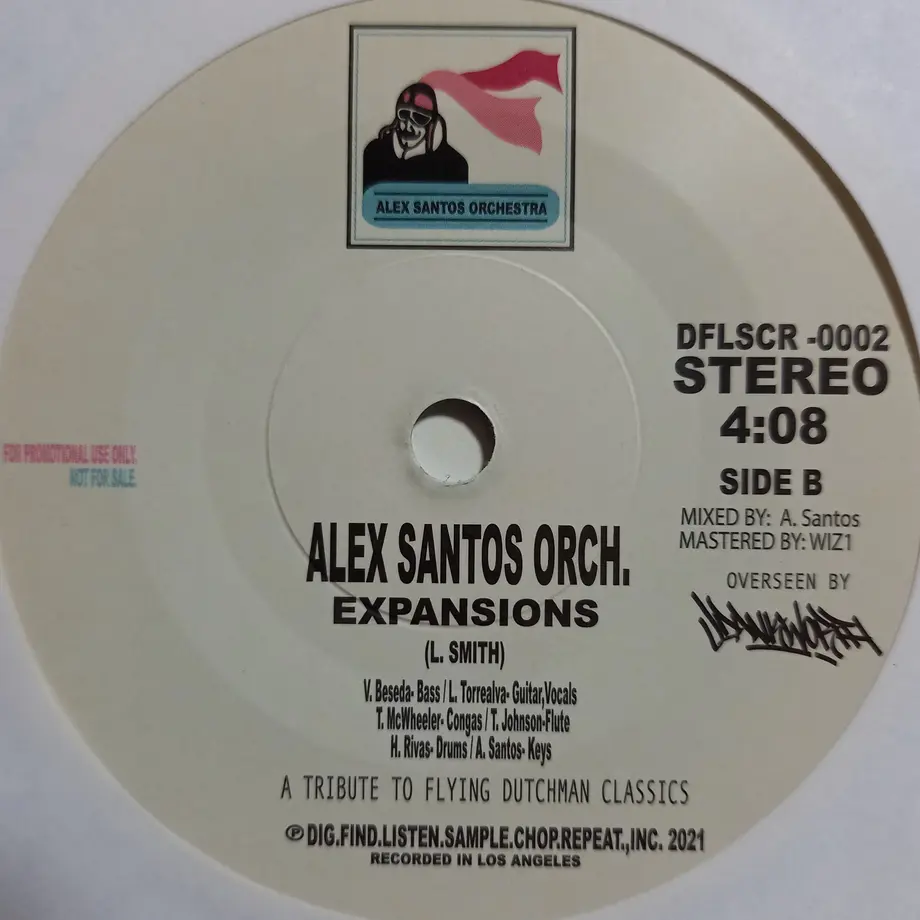 ALEX SANTOS ORCHESTRA
DFLSCR -0002
STEREO
4:08
SIDE B
MIXED BY: A. Santos
MASTERED BY: WIZ1
OVERSEEN BY
FOR PROMOTIONAL USE ONLY.
NOT FOR SALE.
ALEX SANTOS ORCH.
EXPANSIONS
(L. SMITH)
V. Beseda- Bass / L. Torrealva- Guitar,Vocals
T. McWheeler- Congas / T. Johnson-Flute
H. Rivas- Drums / A. Santos- Keys
A TRIBUTE TO FLYING DUTCHMAN CLASSICS
℗ DIG.FIND.LISTEN.SAMPLE.CHOP.REPEAT.,INC. 2021
RECORDED IN LOS ANGELES